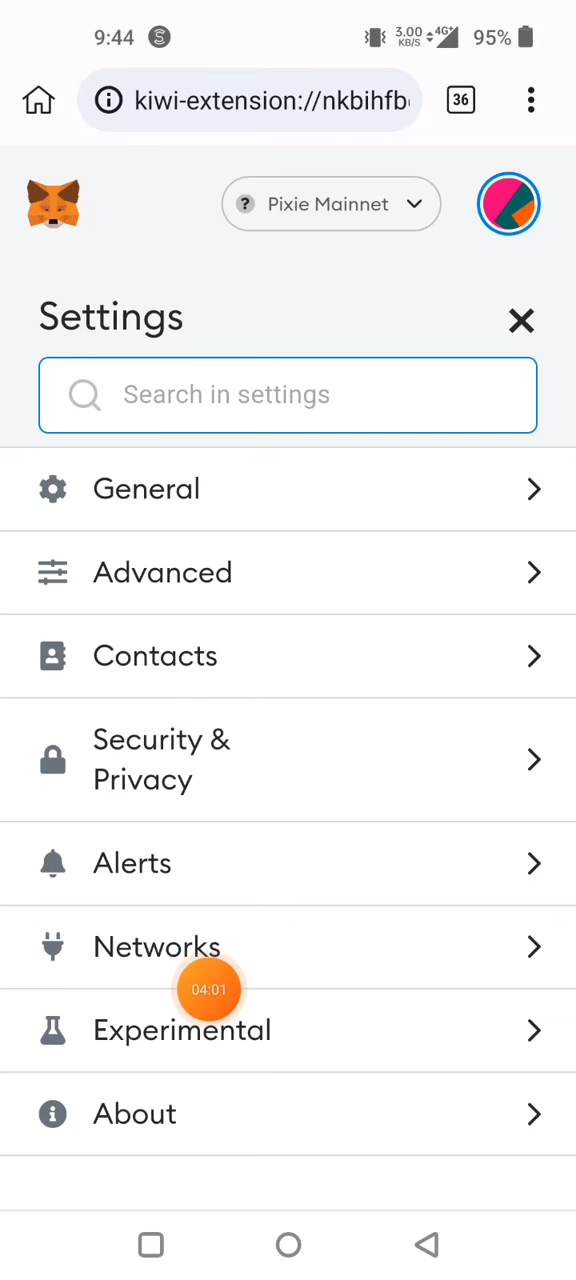 9:44 S 3.00 KB/S 4G+ 95%
kiwi-extension://nkbihfb 36
? Pixie Mainnet
Settings
Search in settings
General
Advanced
Contacts
Security &
Privacy
Alerts
Networks
04:01
Experimental
About